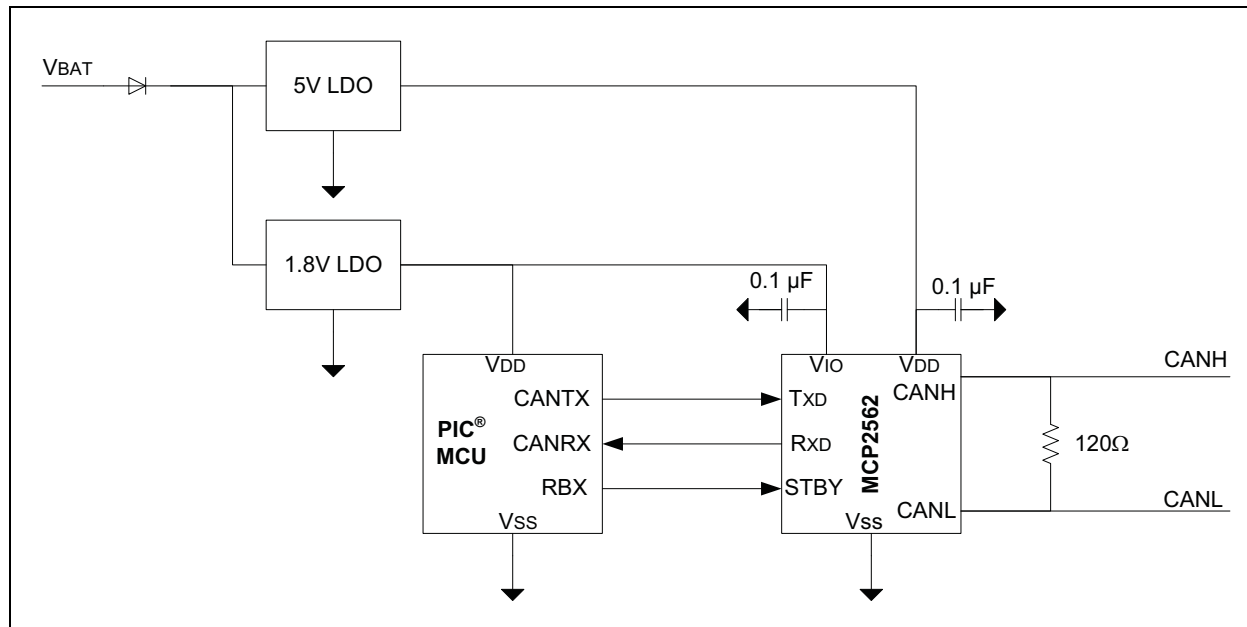 VBAT
5V LDO
1.8V LDO
0.1 µF
0.1 µF
VDD
CANTX
CANRX
RBX
PIC®
MCU
VSS
VIO
VDD
TXD
RXD
STBY
MCP2562
CANH
CANL
Vss
CANH
120Ω
CANL